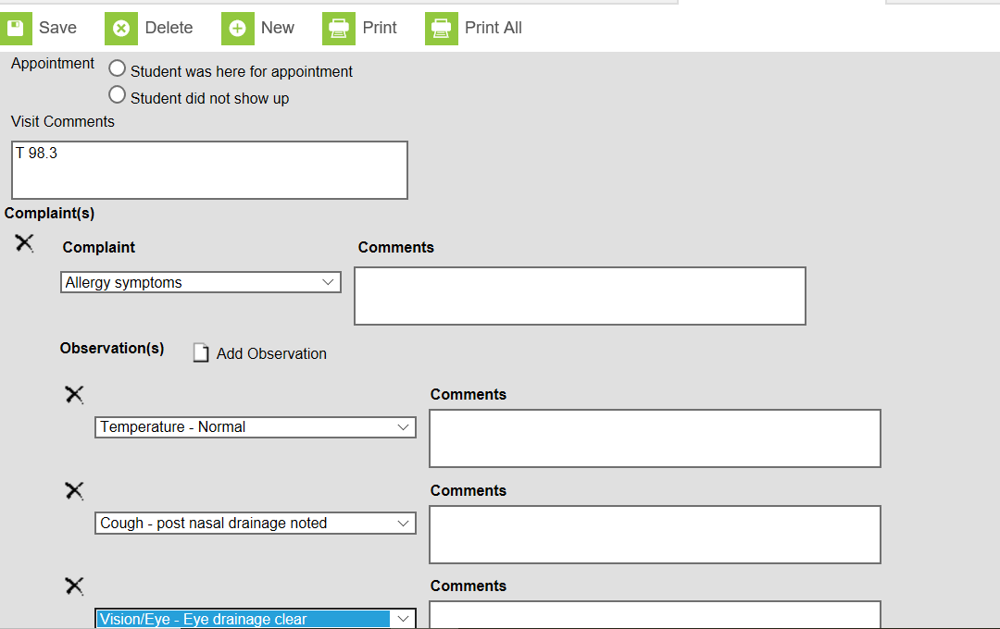 Save Delete New Print Print All
Appointment
Student was here for appointment
Student did not show up
Visit Comments
T 98.3
Complaint(s)
Complaint Comments
Allergy symptoms
Observation(s) Add Observation
Comments
Temperature - Normal
Comments
Cough - post nasal drainage noted
Comments
Vision/Eye - Eye drainage clear